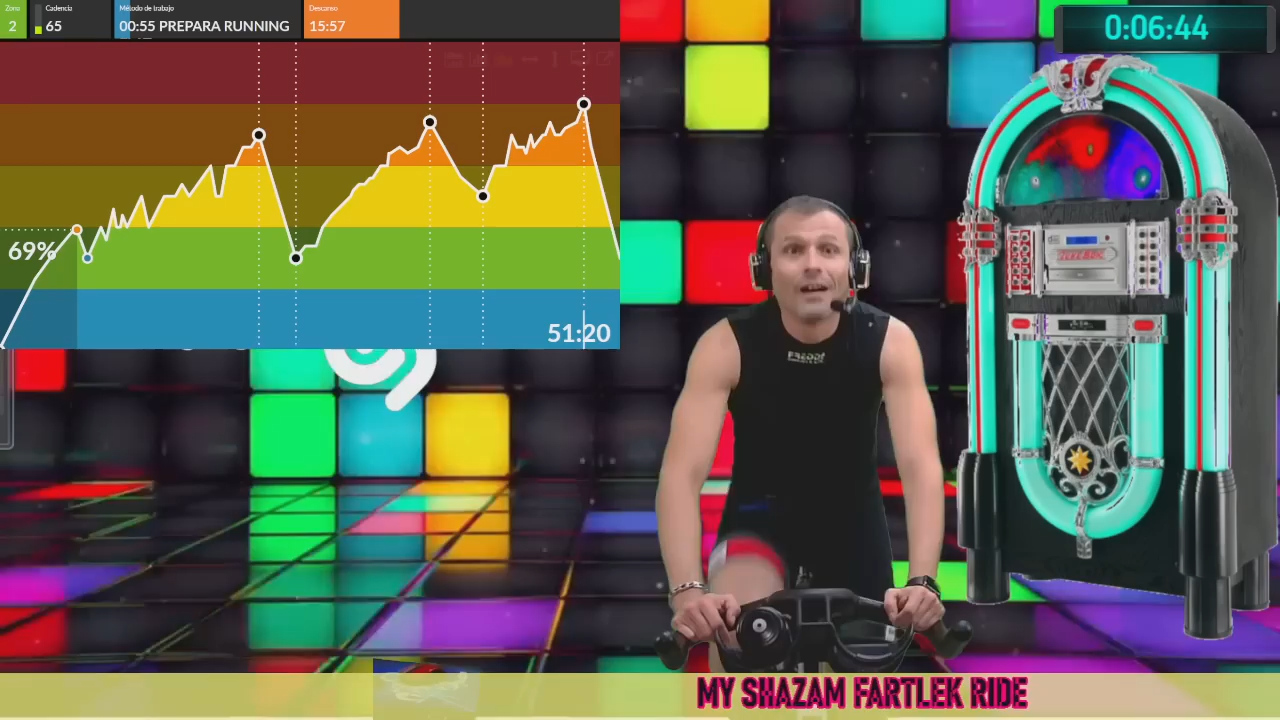 Zona
2
Cadencia
65
Método de trabajo
00:55 PREPARA RUNNING
Descanso
15:57
0:06:44
69%
51:20
MY SHAZAM FARTLEK RIDE